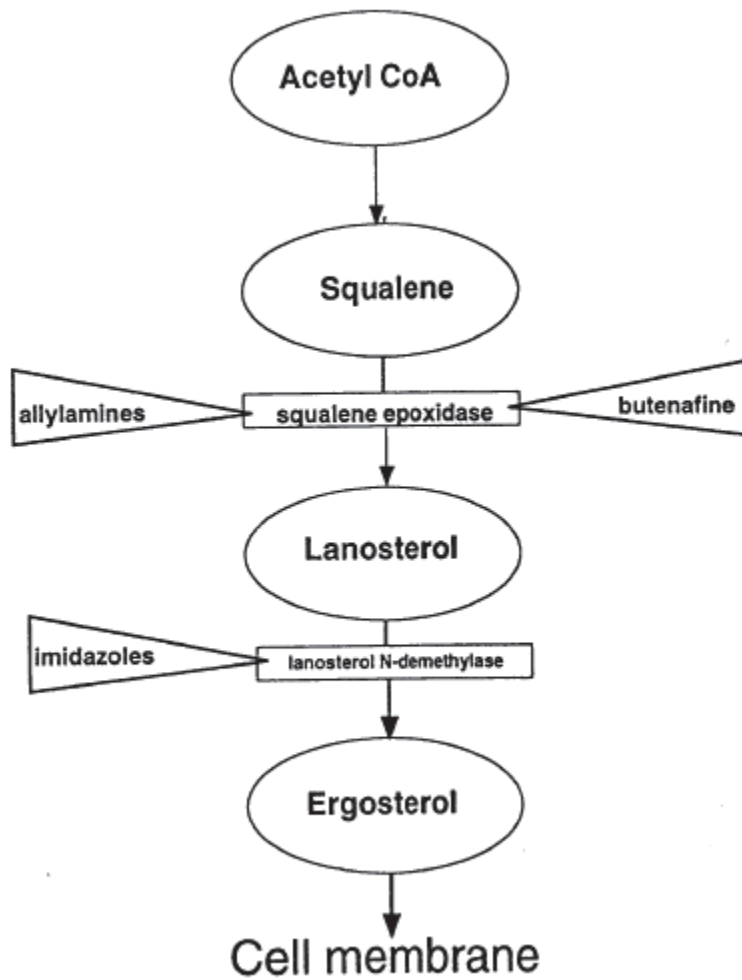 Acetyl CoA
Squalene
allylamines
squalene epoxidase
butenafine
Lanosterol
imidazoles
lanosterol N-demethylase
Ergosterol
Cell membrane